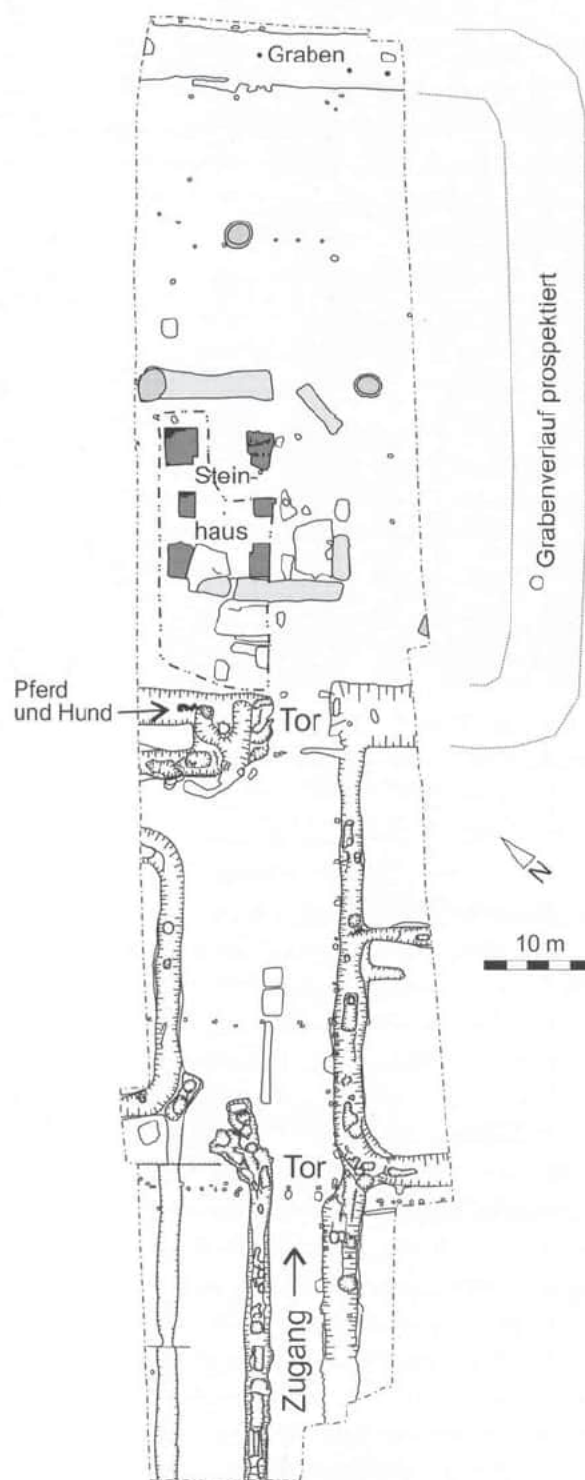 Graben
Grabenverlauf prospektiert
Stein-
haus
Pferd
und Hund
Tor
N
10 m
Tor
Zugang